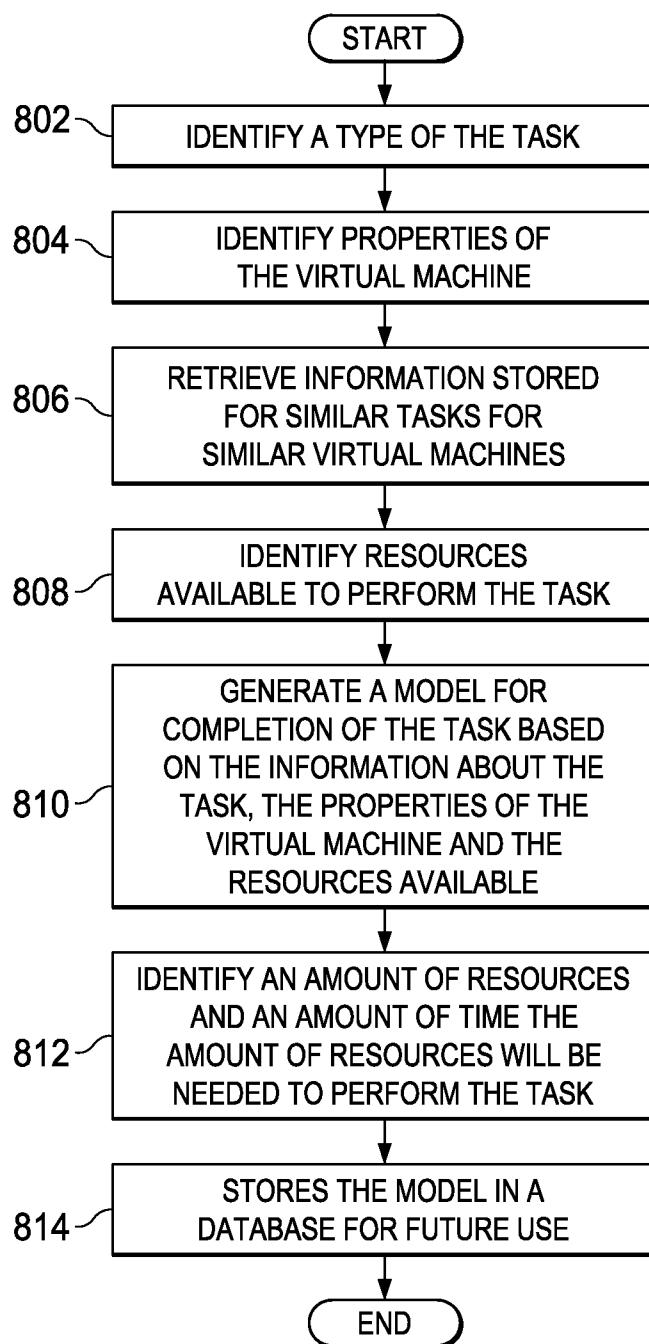 START
802
IDENTIFY A TYPE OF THE TASK
804
IDENTIFY PROPERTIES OF
THE VIRTUAL MACHINE
806
RETRIEVE INFORMATION STORED
FOR SIMILAR TASKS FOR
SIMILAR VIRTUAL MACHINES
808
IDENTIFY RESOURCES
AVAILABLE TO PERFORM THE TASK
810
GENERATE A MODEL FOR
COMPLETION OF THE TASK BASED
ON THE INFORMATION ABOUT THE
TASK, THE PROPERTIES OF THE
VIRTUAL MACHINE AND THE
RESOURCES AVAILABLE
812
IDENTIFY AN AMOUNT OF RESOURCES
AND AN AMOUNT OF TIME THE
AMOUNT OF RESOURCES WILL BE
NEEDED TO PERFORM THE TASK
814
STORES THE MODEL IN A
DATABASE FOR FUTURE USE
END